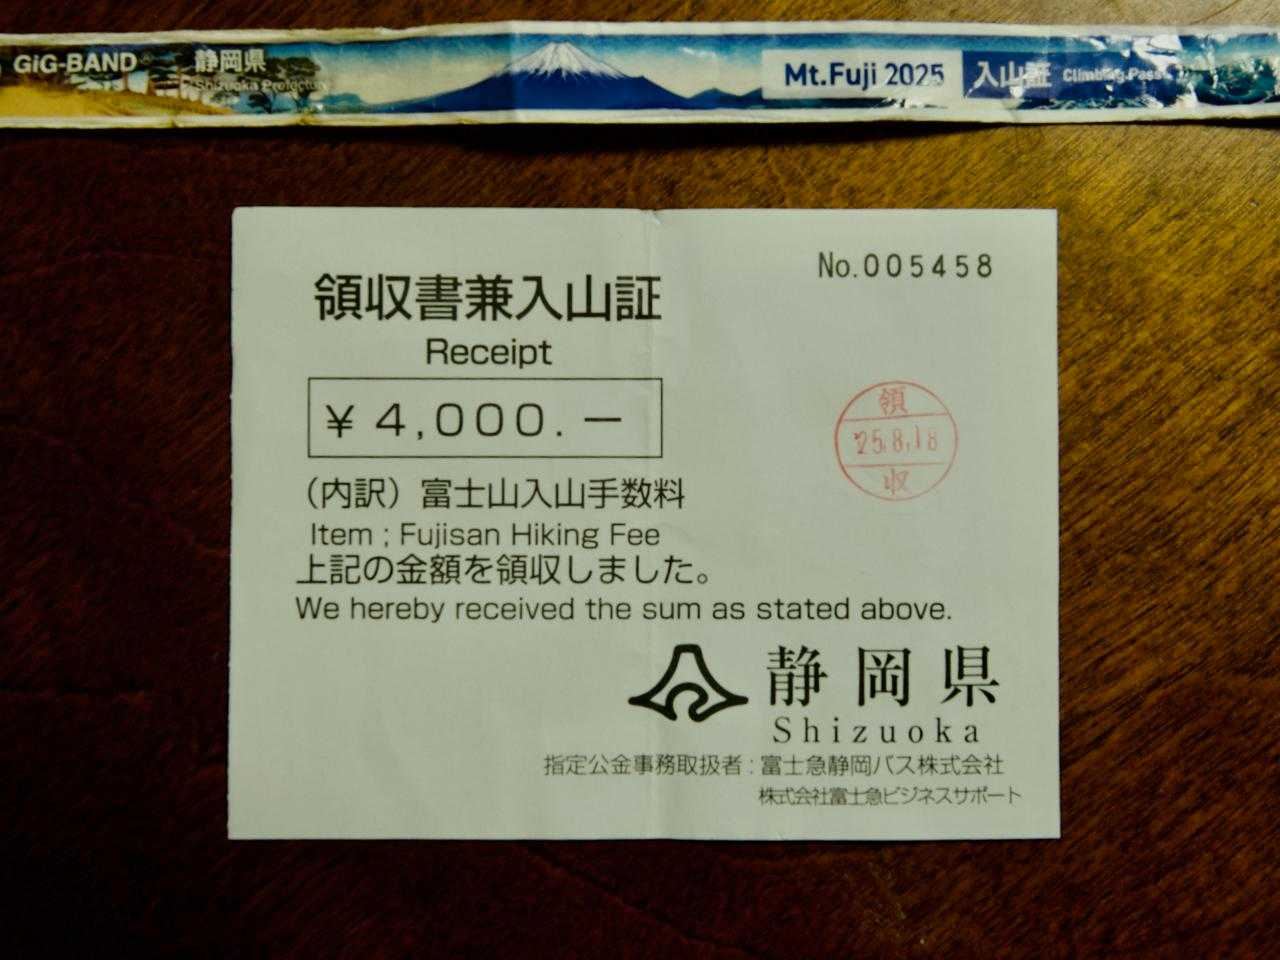 GiG-BAND 静岡県 Mt.Fuji 2025 入山証 Climbing Pass
Shizuoka Prefecture
No.005458
領収書兼入山証
Receipt
¥4,000.ー
領
'25.8.18
収
(内訳)富士山入山手数料
Item ; Fujisan Hiking Fee
上記の金額を領収しました。
We hereby received the sum as stated above.
静岡県
Shizuoka
指定公金事務取扱者:富士急静岡バス株式会社
株式会社富士急ビジネスサポート